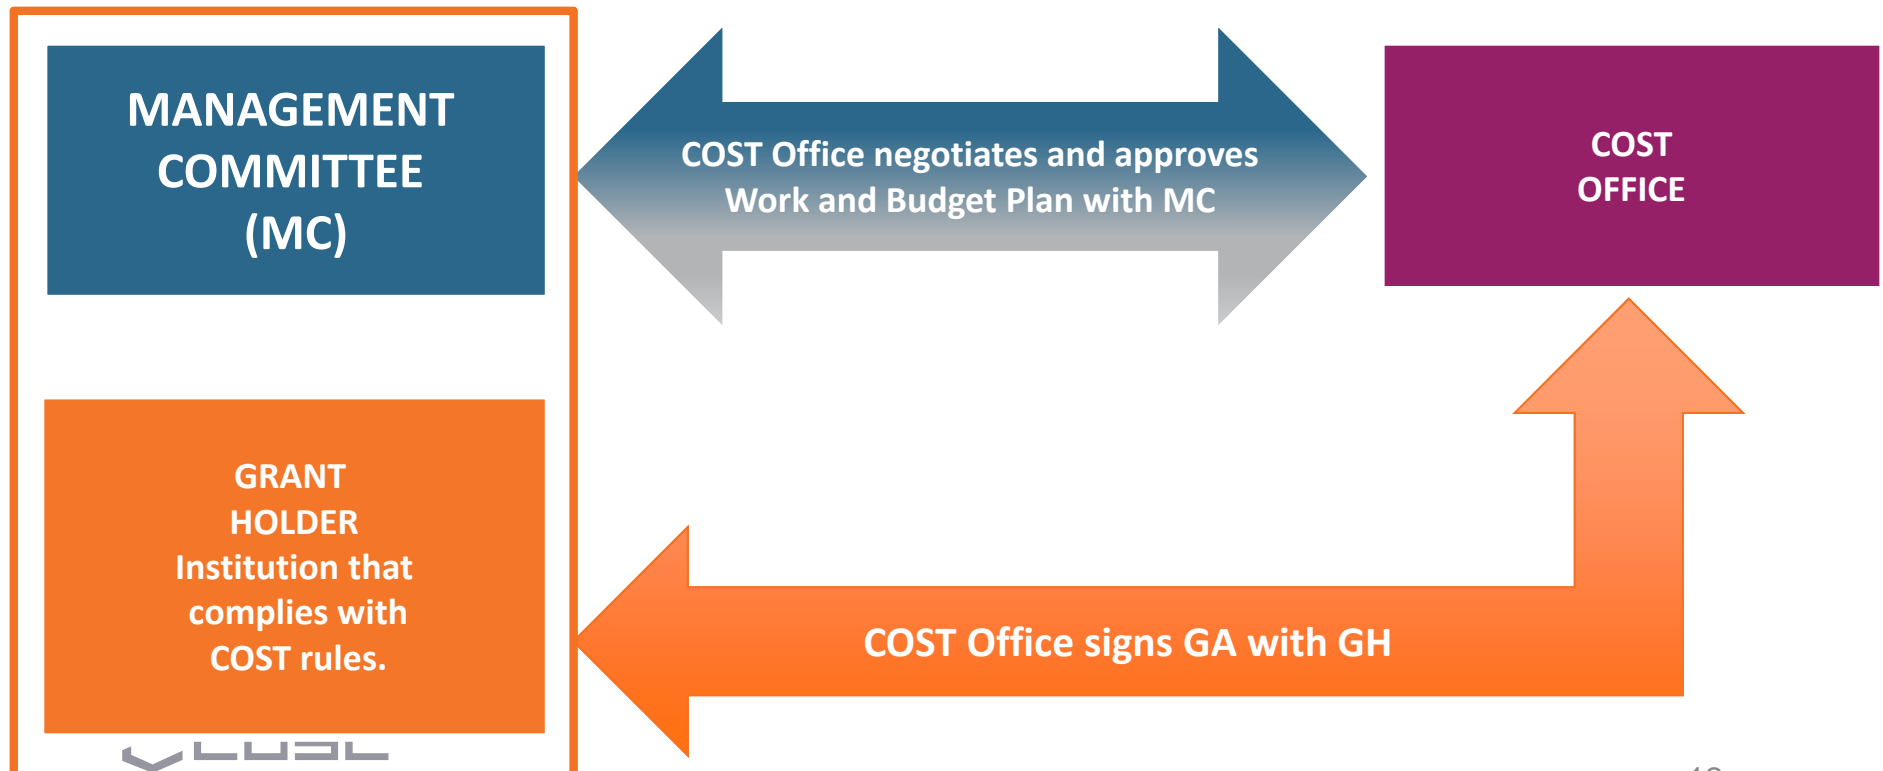 MANAGEMENT
COMMITTEE
(MC)
COST Office negotiates and approves
Work and Budget Plan with MC
COST
OFFICE
GRANT
HOLDER
Institution that
complies with
COST rules.
COST Office signs GA with GH